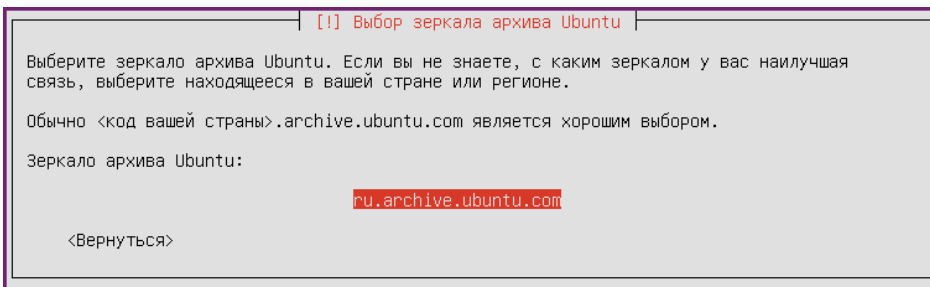 [!] Выбор зеркала архива Ubuntu
Выберите зеркало архива Ubuntu. Если вы не знаете, с каким зеркалом у вас наилучшая
связь, выберите находящееся в вашей стране или регионе.
Обычно <код вашей страны>.archive.ubuntu.com является хорошим выбором.
Зеркало архива Ubuntu:
ru.archive.ubuntu.com
<Вернуться>